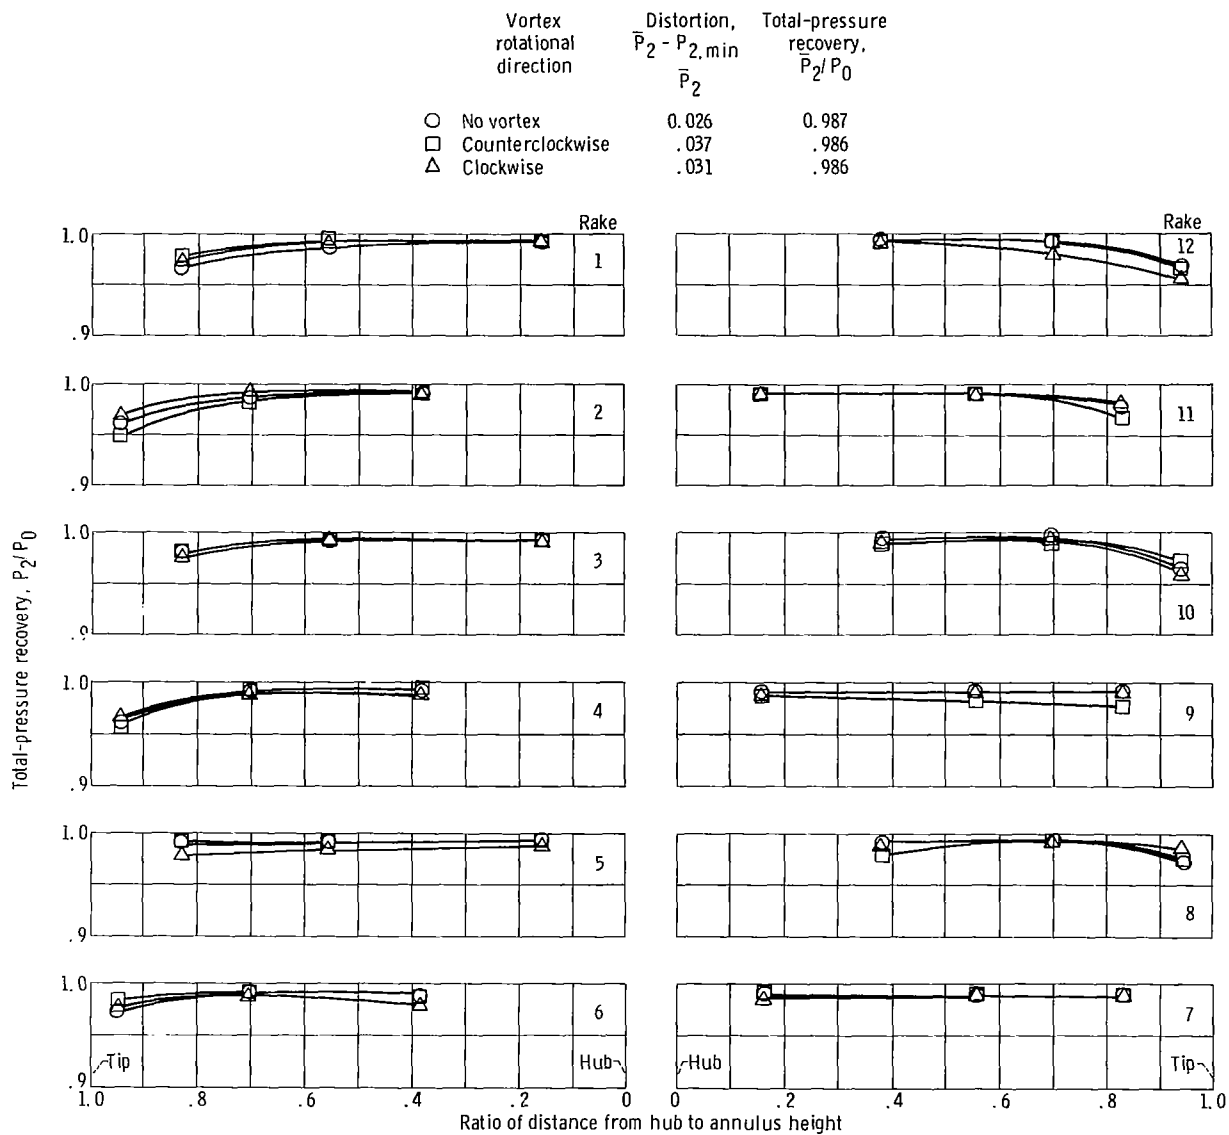 Vortex rotational direction
Distortion, P̄2 - P2, min / P̄2
Total-pressure recovery, P̄2/P0
No vortex 0.026 0.987
Counterclockwise .037 .986
Clockwise .031 .986
Rake
Rake
1.0
.9
1
12
1.0
.9
2
11
1.0
.9
3
10
1.0
.9
4
9
1.0
.9
5
8
1.0
.9
6
7
Tip
Hub
Hub
Tip
1.0 .8 .6 .4 .2 0
0 .2 .4 .6 .8 1.0
Ratio of distance from hub to annulus height
Total-pressure recovery, P2/P0